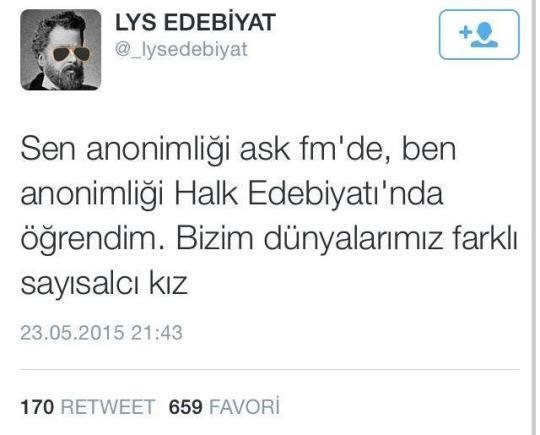 LYS EDEBİYAT
@_lysedebiyat
Sen anonimliği ask fm'de, ben
anonimliği Halk Edebiyatı'nda
öğrendim. Bizim dünyalarımız farklı
sayısalcı kız
23.05.2015 21:43
170 RETWEET 659 FAVORİ